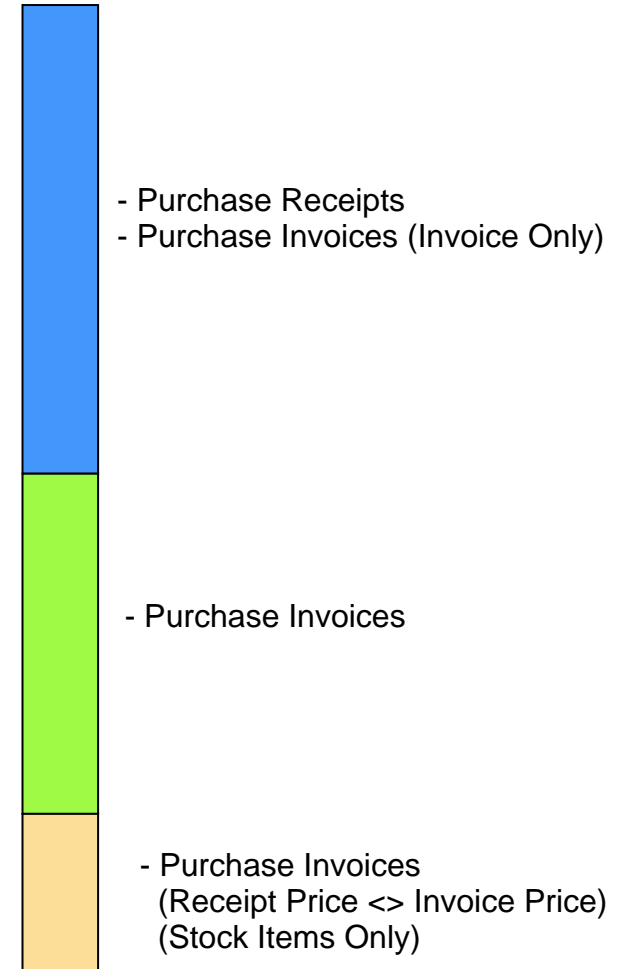 - Purchase Receipts
- Purchase Invoices (Invoice Only)
- Purchase Invoices
- Purchase Invoices
(Receipt Price <> Invoice Price)
(Stock Items Only)